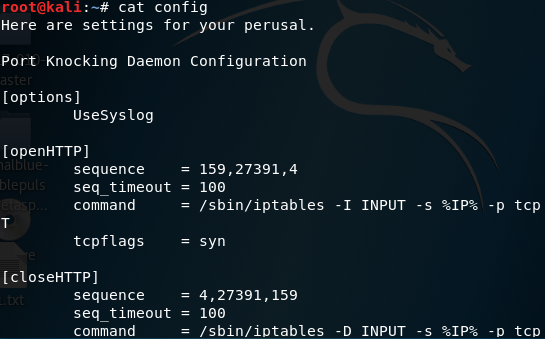 root@kali:~# cat config
Here are settings for your perusal.
Port Knocking Daemon Configuration
[options]
UseSyslog
[openHTTP]
sequence = 159,27391,4
seq_timeout = 100
command = /sbin/iptables -I INPUT -s %IP% -p tcp
T
tcpflags = syn
[closeHTTP]
sequence = 4,27391,159
seq_timeout = 100
command = /sbin/iptables -D INPUT -s %IP% -p tcp